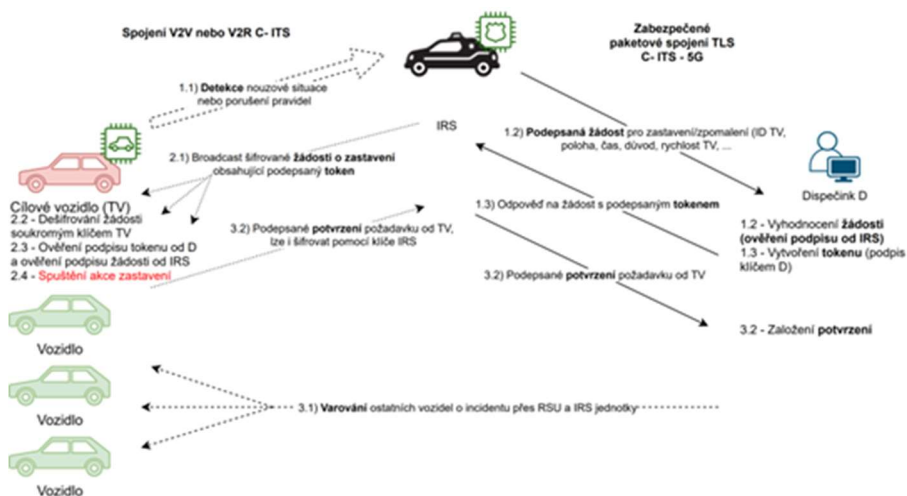 Spojení V2V nebo V2R C- ITS
Zabezpečené
paketové spojení TLS
C- ITS - 5G
1.1) Detekce nouzové situace
nebo porušení pravidel
IRS
1.2) Podepsaná žádost pro zastavení/zpomalení (ID TV,
poloha, čas, důvod, rychlost TV, ...
2.1) Broadcast šifrované žádosti o zastavení
obsahující podepsaný token
Dispečink D
Cílové vozidlo (TV)
2.2 - Dešifrování žádosti
soukromým klíčem TV
2.3 - Ověření podpisu tokenu od D
a ověření podpisu žádosti od IRS
2.4 - Spuštění akce zastavení
3.2) Podepsané potvrzení požadavku od TV,
lze i šifrovat pomocí klíče IRS
1.3) Odpověď na žádost s podepsaným tokenem
1.2 - Vyhodnocení žádosti
(ověření podpisu od IRS)
1.3 - Vytvoření tokenu (podpis
klíčem D)
3.2) Podepsané potvrzení požadavku od TV
3.2 - Založení potvrzení
Vozidlo
Vozidlo
3.1) Varování ostatních vozidel o incidentu přes RSU a IRS jednotky
Vozidlo